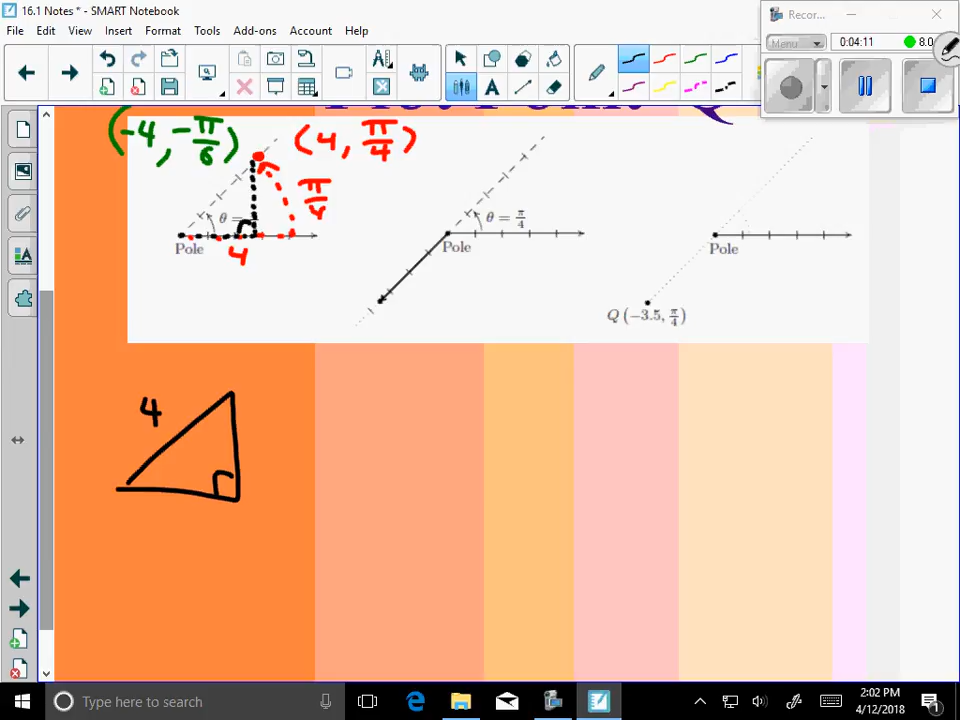 16.1 Notes * - SMART Notebook
File Edit View Insert Format Tools Add-ons Account Help
Recor...
Menu
0:04:11
8.0
(-4, -π/6)
(4, π/4)
θ =
π/4
Pole
4
θ = π/4
Pole
Pole
Q (−3.5, π/4)
4
Type here to search
2:02 PM
4/12/2018
1